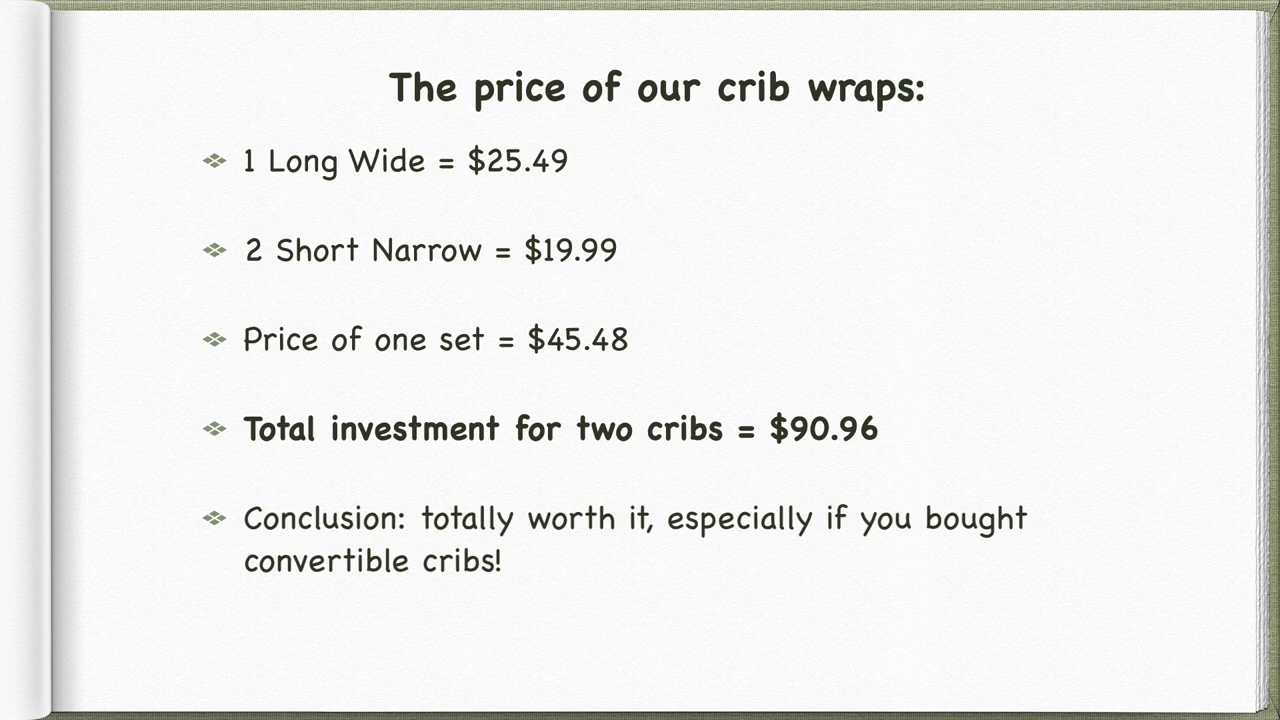 The price of our crib wraps:
1 Long Wide = $25.49
2 Short Narrow = $19.99
Price of one set = $45.48
Total investment for two cribs = $90.96
Conclusion: totally worth it, especially if you bought
convertible cribs!